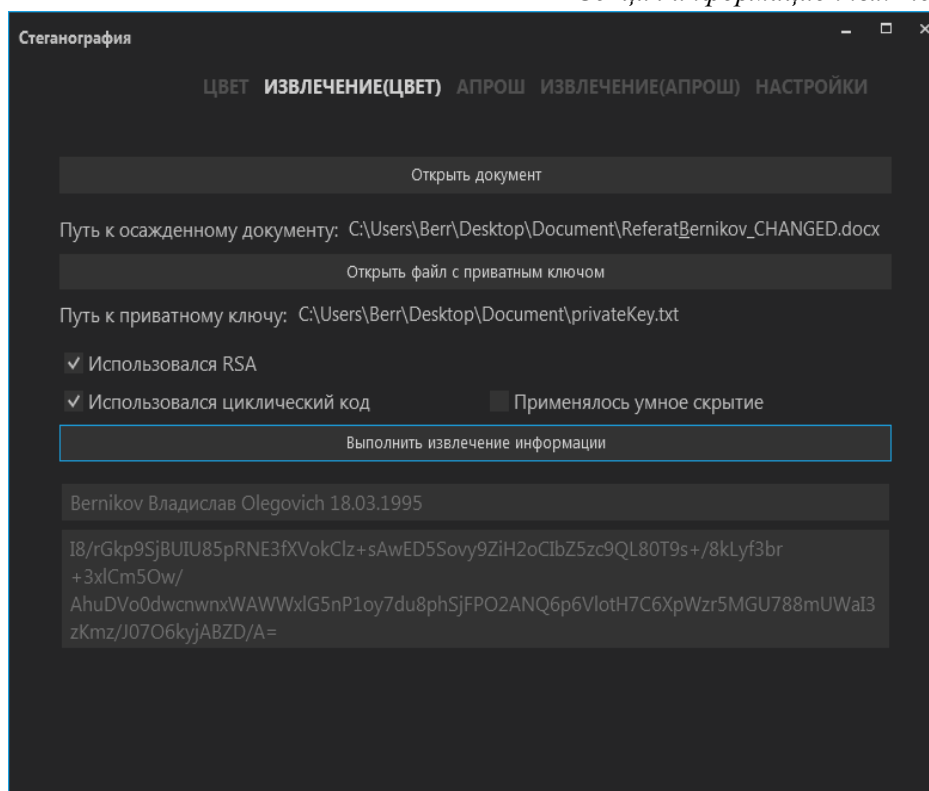 Стеганография
ЦВЕТ ИЗВЛЕЧЕНИЕ(ЦВЕТ) АПРОШ ИЗВЛЕЧЕНИЕ(АПРОШ) НАСТРОЙКИ
Открыть документ
Путь к осажденному документу: C:\Users\Berr\Desktop\Document\ReferatBernikov_CHANGED.docx
Открыть файл с приватным ключом
Путь к приватному ключу: C:\Users\Berr\Desktop\Document\privateKey.txt
Использовался RSA
Использовался циклический код Применялось умное скрытие
Выполнить извлечение информации
Bernikov Владислав Olegovich 18.03.1995
I8/rGkp9SjBUIU85pRNE3fXVokClz+sAwED5Sovy9ZiH2oCIbZ5zc9QL80T9s+/8kLyf3br
+3xlCm5Ow/
AhuDVo0dwcnwnxWAWWxlG5nP1oy7du8phSjFPO2ANQ6p6VlotH7C6XpWzr5MGU788mUWaI3
zKmz/J07O6kyjABZD/A=